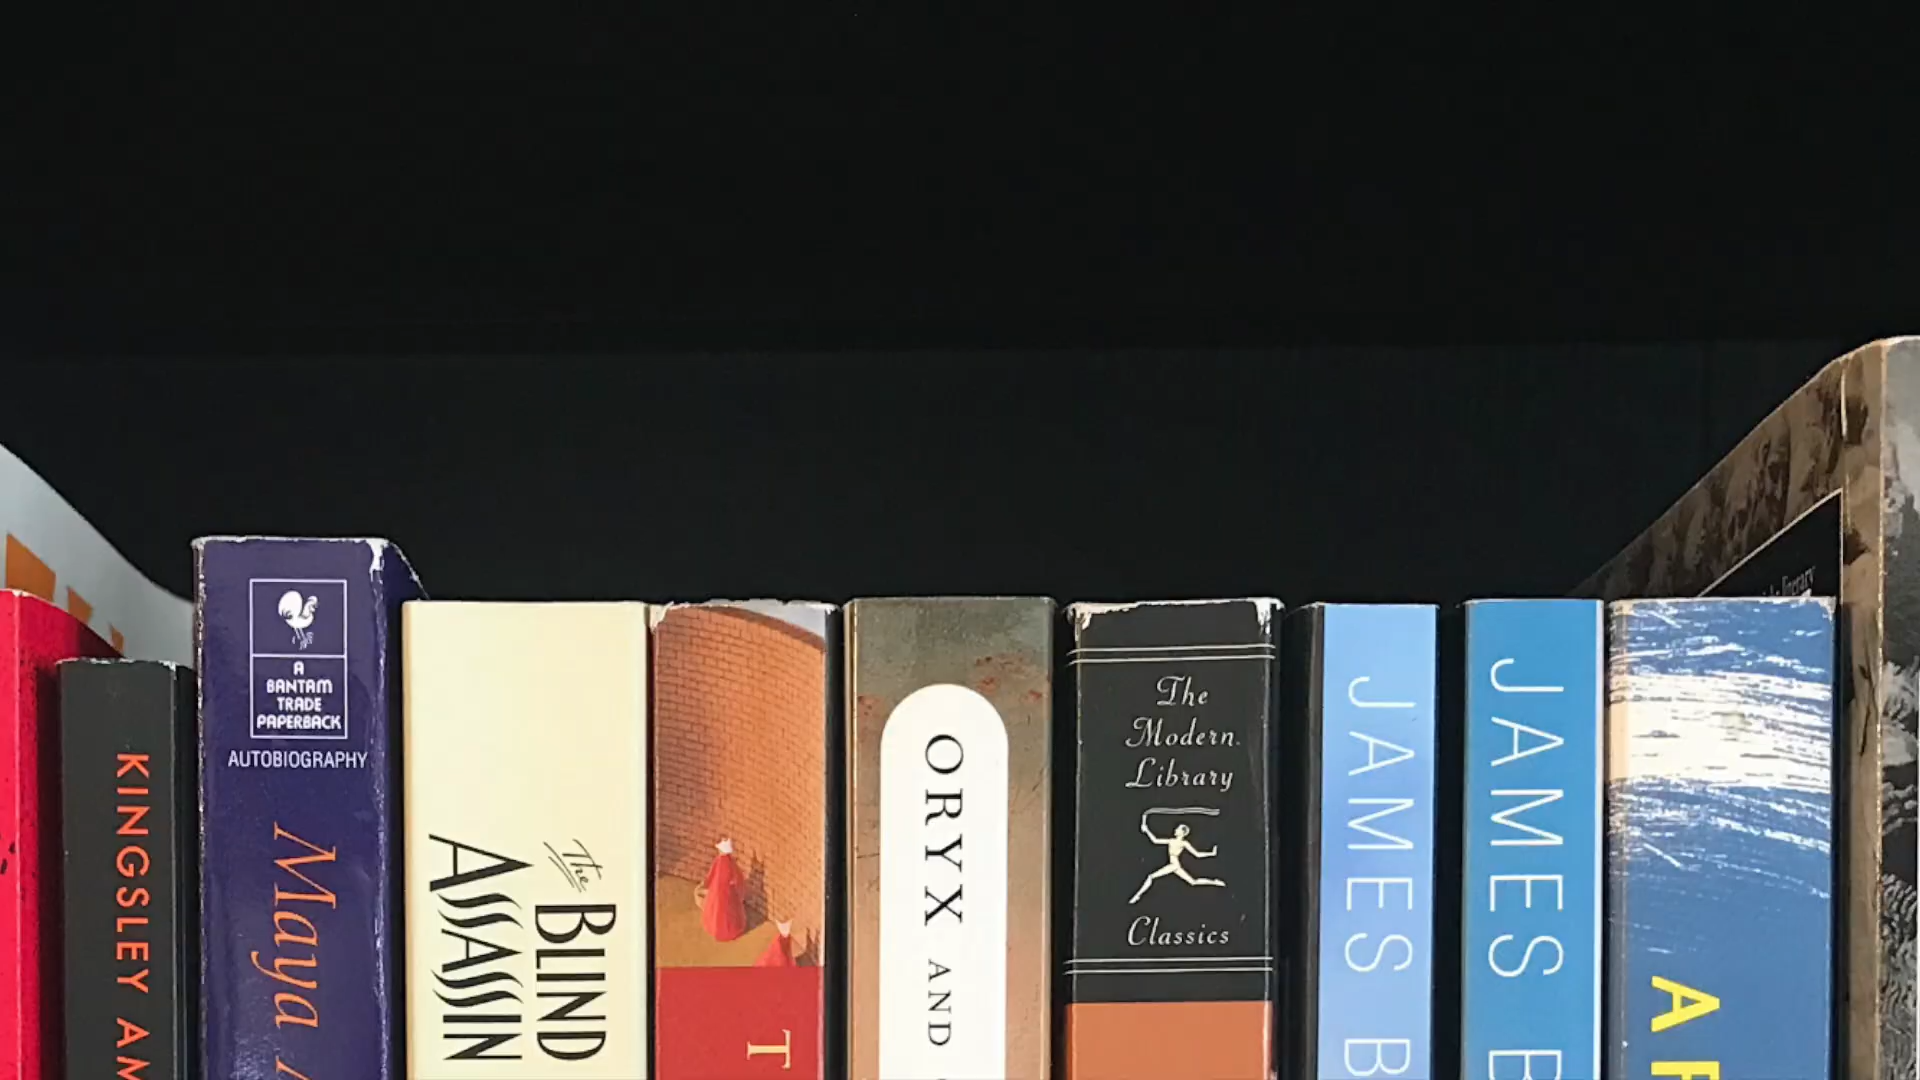 KINGSLEY AM
A
BANTAM
TRADE
PAPERBACK
AUTOBIOGRAPHY
Maya
The
BLIND
ASSASSIN
T
ORYX AND
The
Modern
Library
Classics
JAMES B
JAMES B
A